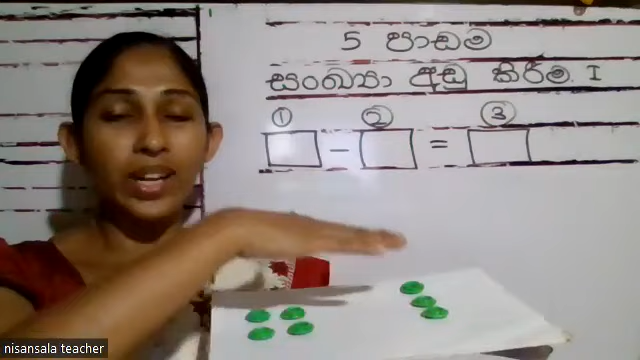 5 පාඩම
සංඛ්‍යා අඩු කිරීම. I
① ② ③
□ – □ = □
nisansala teacher